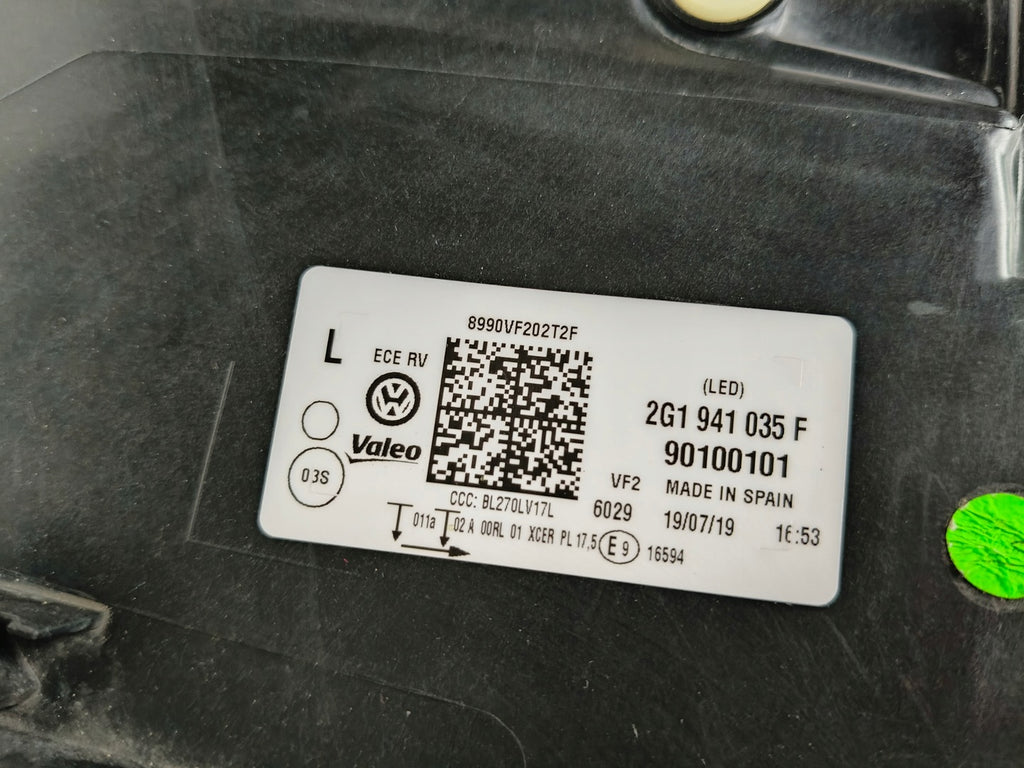 8990VF202T2F
L
ECE RV
Valeo
03S
(LED)
2G1 941 035 F
90100101
MADE IN SPAIN
VF2
6029
19/07/19
16:53
CCC: BL270LV17L
011a
02 A 00RL 01 XCER PL 17,5
E9
16594